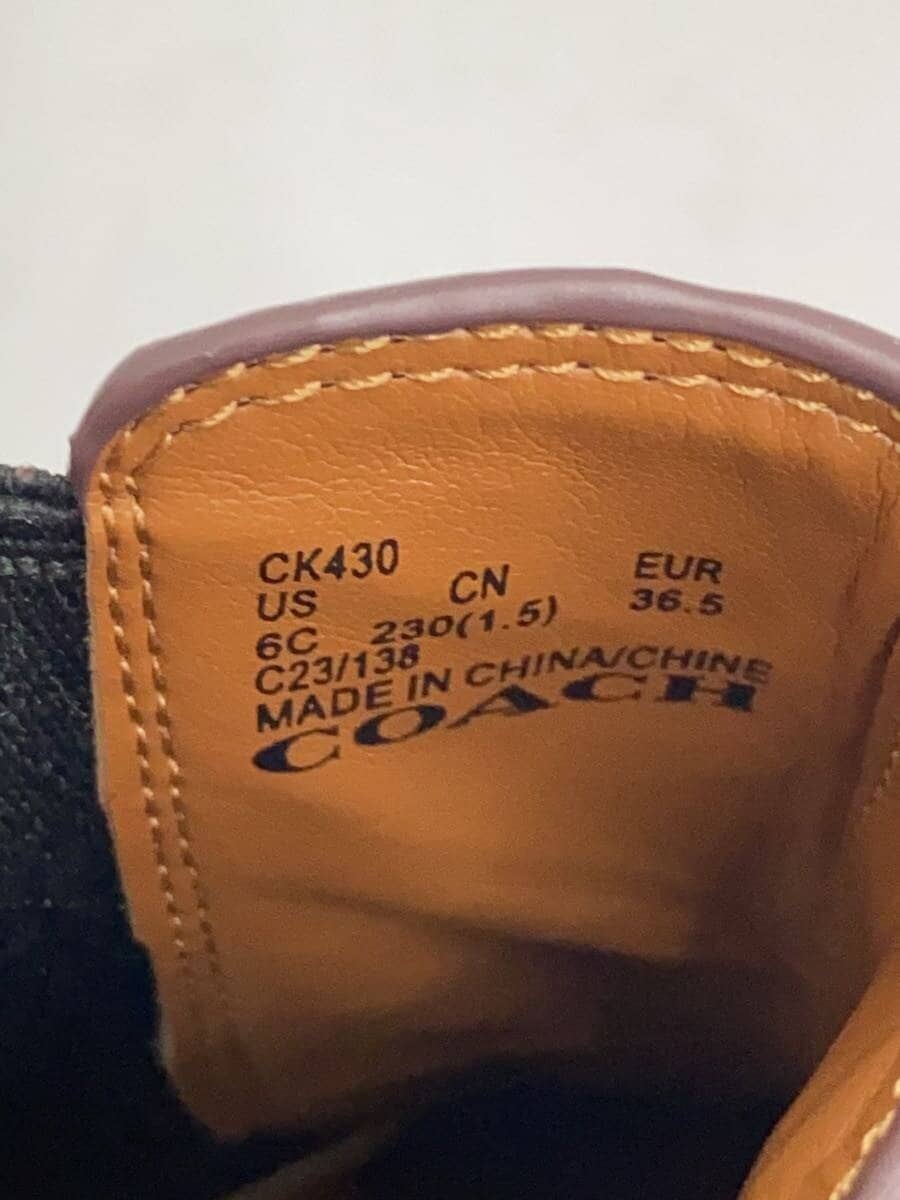 CK430
US CN EUR
6C 230(1.5) 36.5
C23/138
MADE IN CHINA/CHINE
COACH